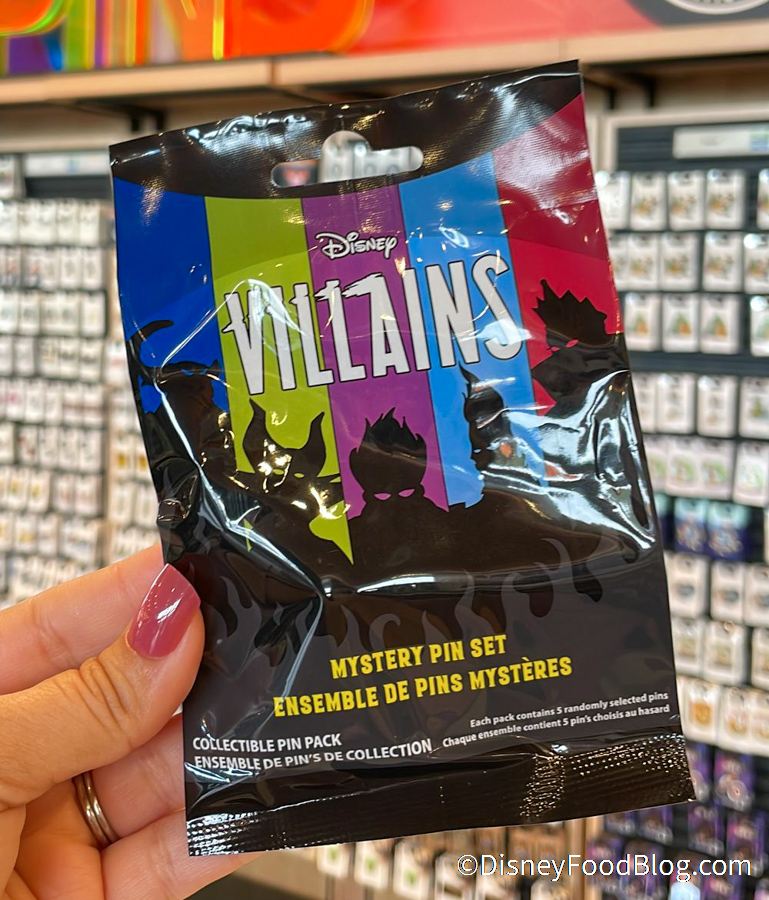 Disney
VILLAINS
MYSTERY PIN SET
ENSEMBLE DE PINS MYSTÈRES
Each pack contains 5 randomly selected pins
Chaque ensemble contient 5 pin's choisis au hasard
COLLECTIBLE PIN PACK
ENSEMBLE DE PIN'S DE COLLECTION
©DisneyFoodBlog.com